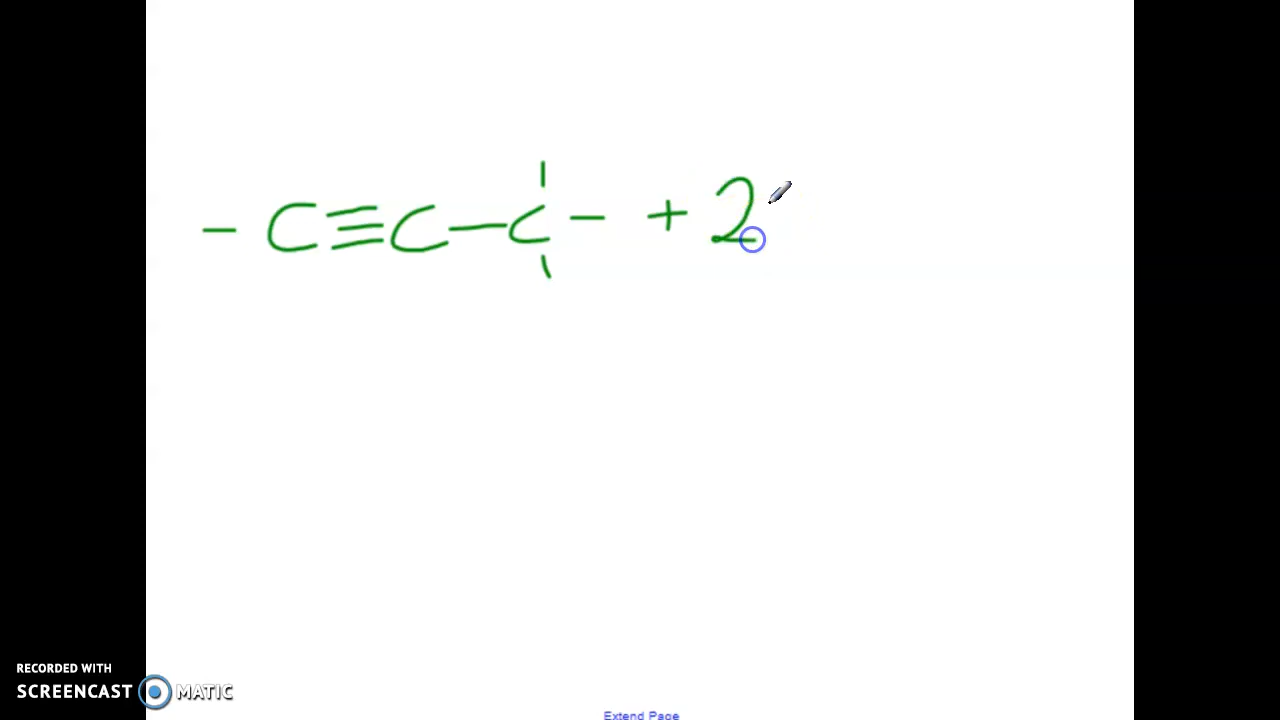 - C≡C-C- + 2
RECORDED WITH
SCREENCAST MATIC
Extend Page